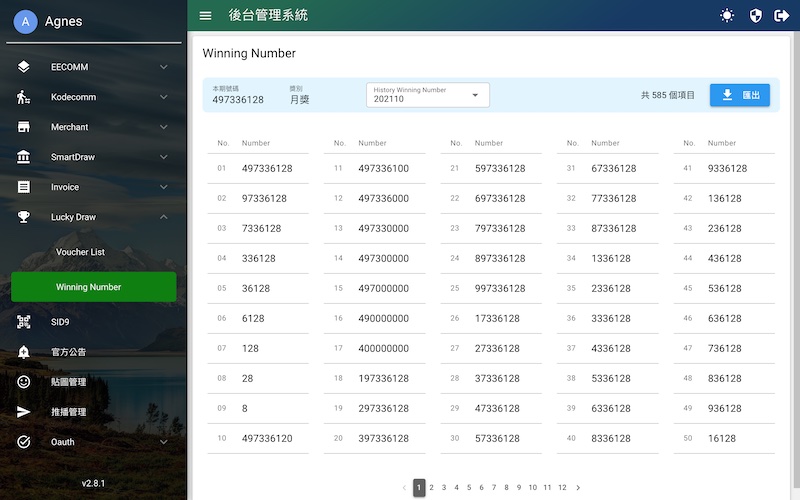 A Agnes
EECOMM
Kodecomm
Merchant
SmartDraw
Invoice
Lucky Draw
Voucher List
Winning Number
SID9
官方公告
貼圖管理
推播管理
Oauth
v2.8.1
後台管理系統
Winning Number
本期號碼 獎別
497336128 月獎
History Winning Number
202110
共 585 個項目
匯出
No. Number No. Number No. Number No. Number No. Number
01 497336128 11 497336100 21 597336128 31 67336128 41 9336128
02 97336128 12 497336000 22 697336128 32 77336128 42 136128
03 7336128 13 497330000 23 797336128 33 87336128 43 236128
04 336128 14 497300000 24 897336128 34 1336128 44 436128
05 36128 15 497000000 25 997336128 35 2336128 45 536128
06 6128 16 490000000 26 17336128 36 3336128 46 636128
07 128 17 400000000 27 27336128 37 4336128 47 736128
08 28 18 197336128 28 37336128 38 5336128 48 836128
09 8 19 297336128 29 47336128 39 6336128 49 936128
10 497336120 20 397336128 30 57336128 40 8336128 50 16128
1 2 3 4 5 6 7 8 9 10 11 12